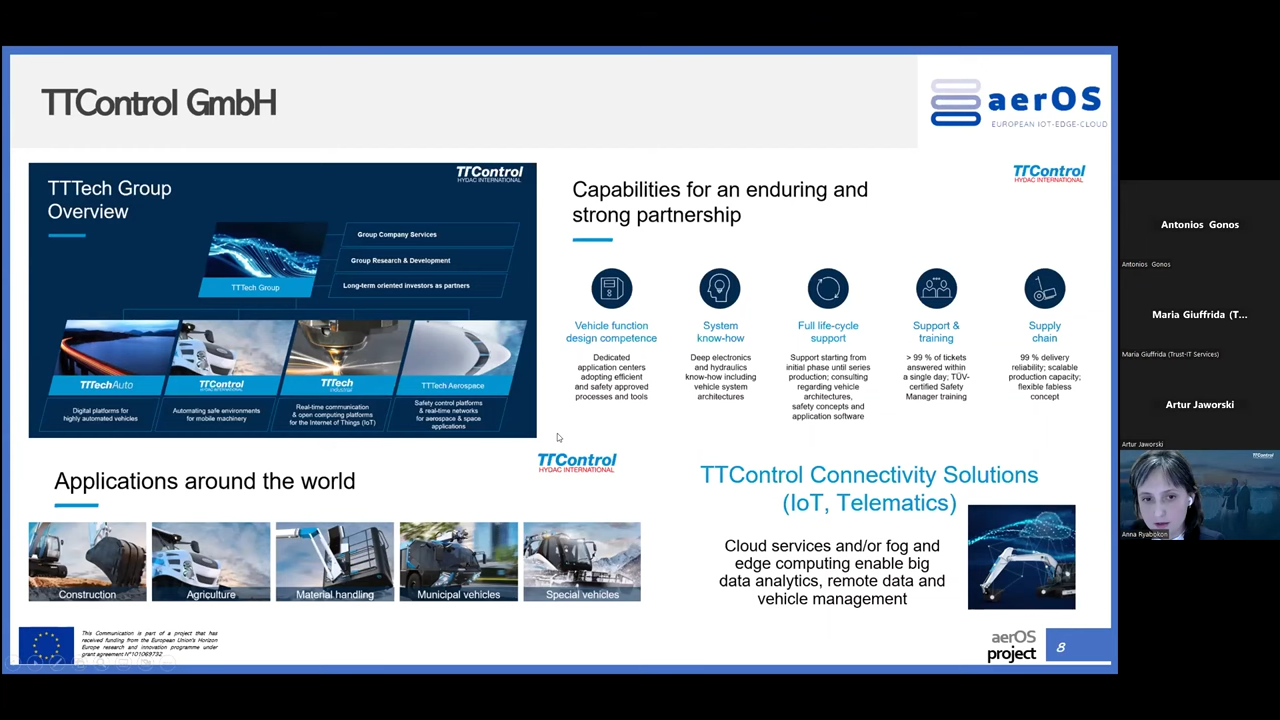 TTControl GmbH
aerOS
EUROPEAN IOT-EDGE-CLOUD
TTTech Group
Overview
TTControl
HYDAC INTERNATIONAL
Group Company Services
Group Research & Development
Long-term oriented investors as partners
TTTech Group
TTTechAuto
TTControl
HYDAC INTERNATIONAL
TTTech
INDUSTRIAL
TTTech Aerospace
Digital platforms for
highly automated vehicles
Automating safe environments
for mobile machinery
Real-time communication
& open computing platforms
for the Internet of Things (IoT)
Safety control platforms
& real-time networks
for aerospace & space
applications
Capabilities for an enduring and
strong partnership
TTControl
HYDAC INTERNATIONAL
Vehicle function
design competence
Dedicated
application centers
adopting efficient
and safety approved
processes and tools
System
know-how
Deep electronics
and hydraulics
know-how including
vehicle system
architectures
Full life-cycle
support
Support starting from
initial phase until series
production; consulting
regarding vehicle
architectures,
safety concepts and
application software
Support &
training
> 99 % of tickets
answered within
a single day; TÜV-
certified Safety
Manager training
Supply
chain
99 % delivery
reliability; scalable
production capacity;
flexible fabless
concept
Applications around the world
TTControl
HYDAC INTERNATIONAL
Construction
Agriculture
Material handling
Municipal vehicles
Special vehicles
TTControl Connectivity Solutions
(IoT, Telematics)
Cloud services and/or fog and
edge computing enable big
data analytics, remote data and
vehicle management
This Communication is part of a project that has
received funding from the European Union's Horizon
Europe research and innovation programme under
grant agreement N°101069732
aerOS
project
8
Antonios Gonos
Antonios Gonos
Maria Giuffrida (T...
Maria Giuffrida (Trust-IT Services)
Artur Jaworski
Artur Jaworski
TTControl
Anna Ryabokon